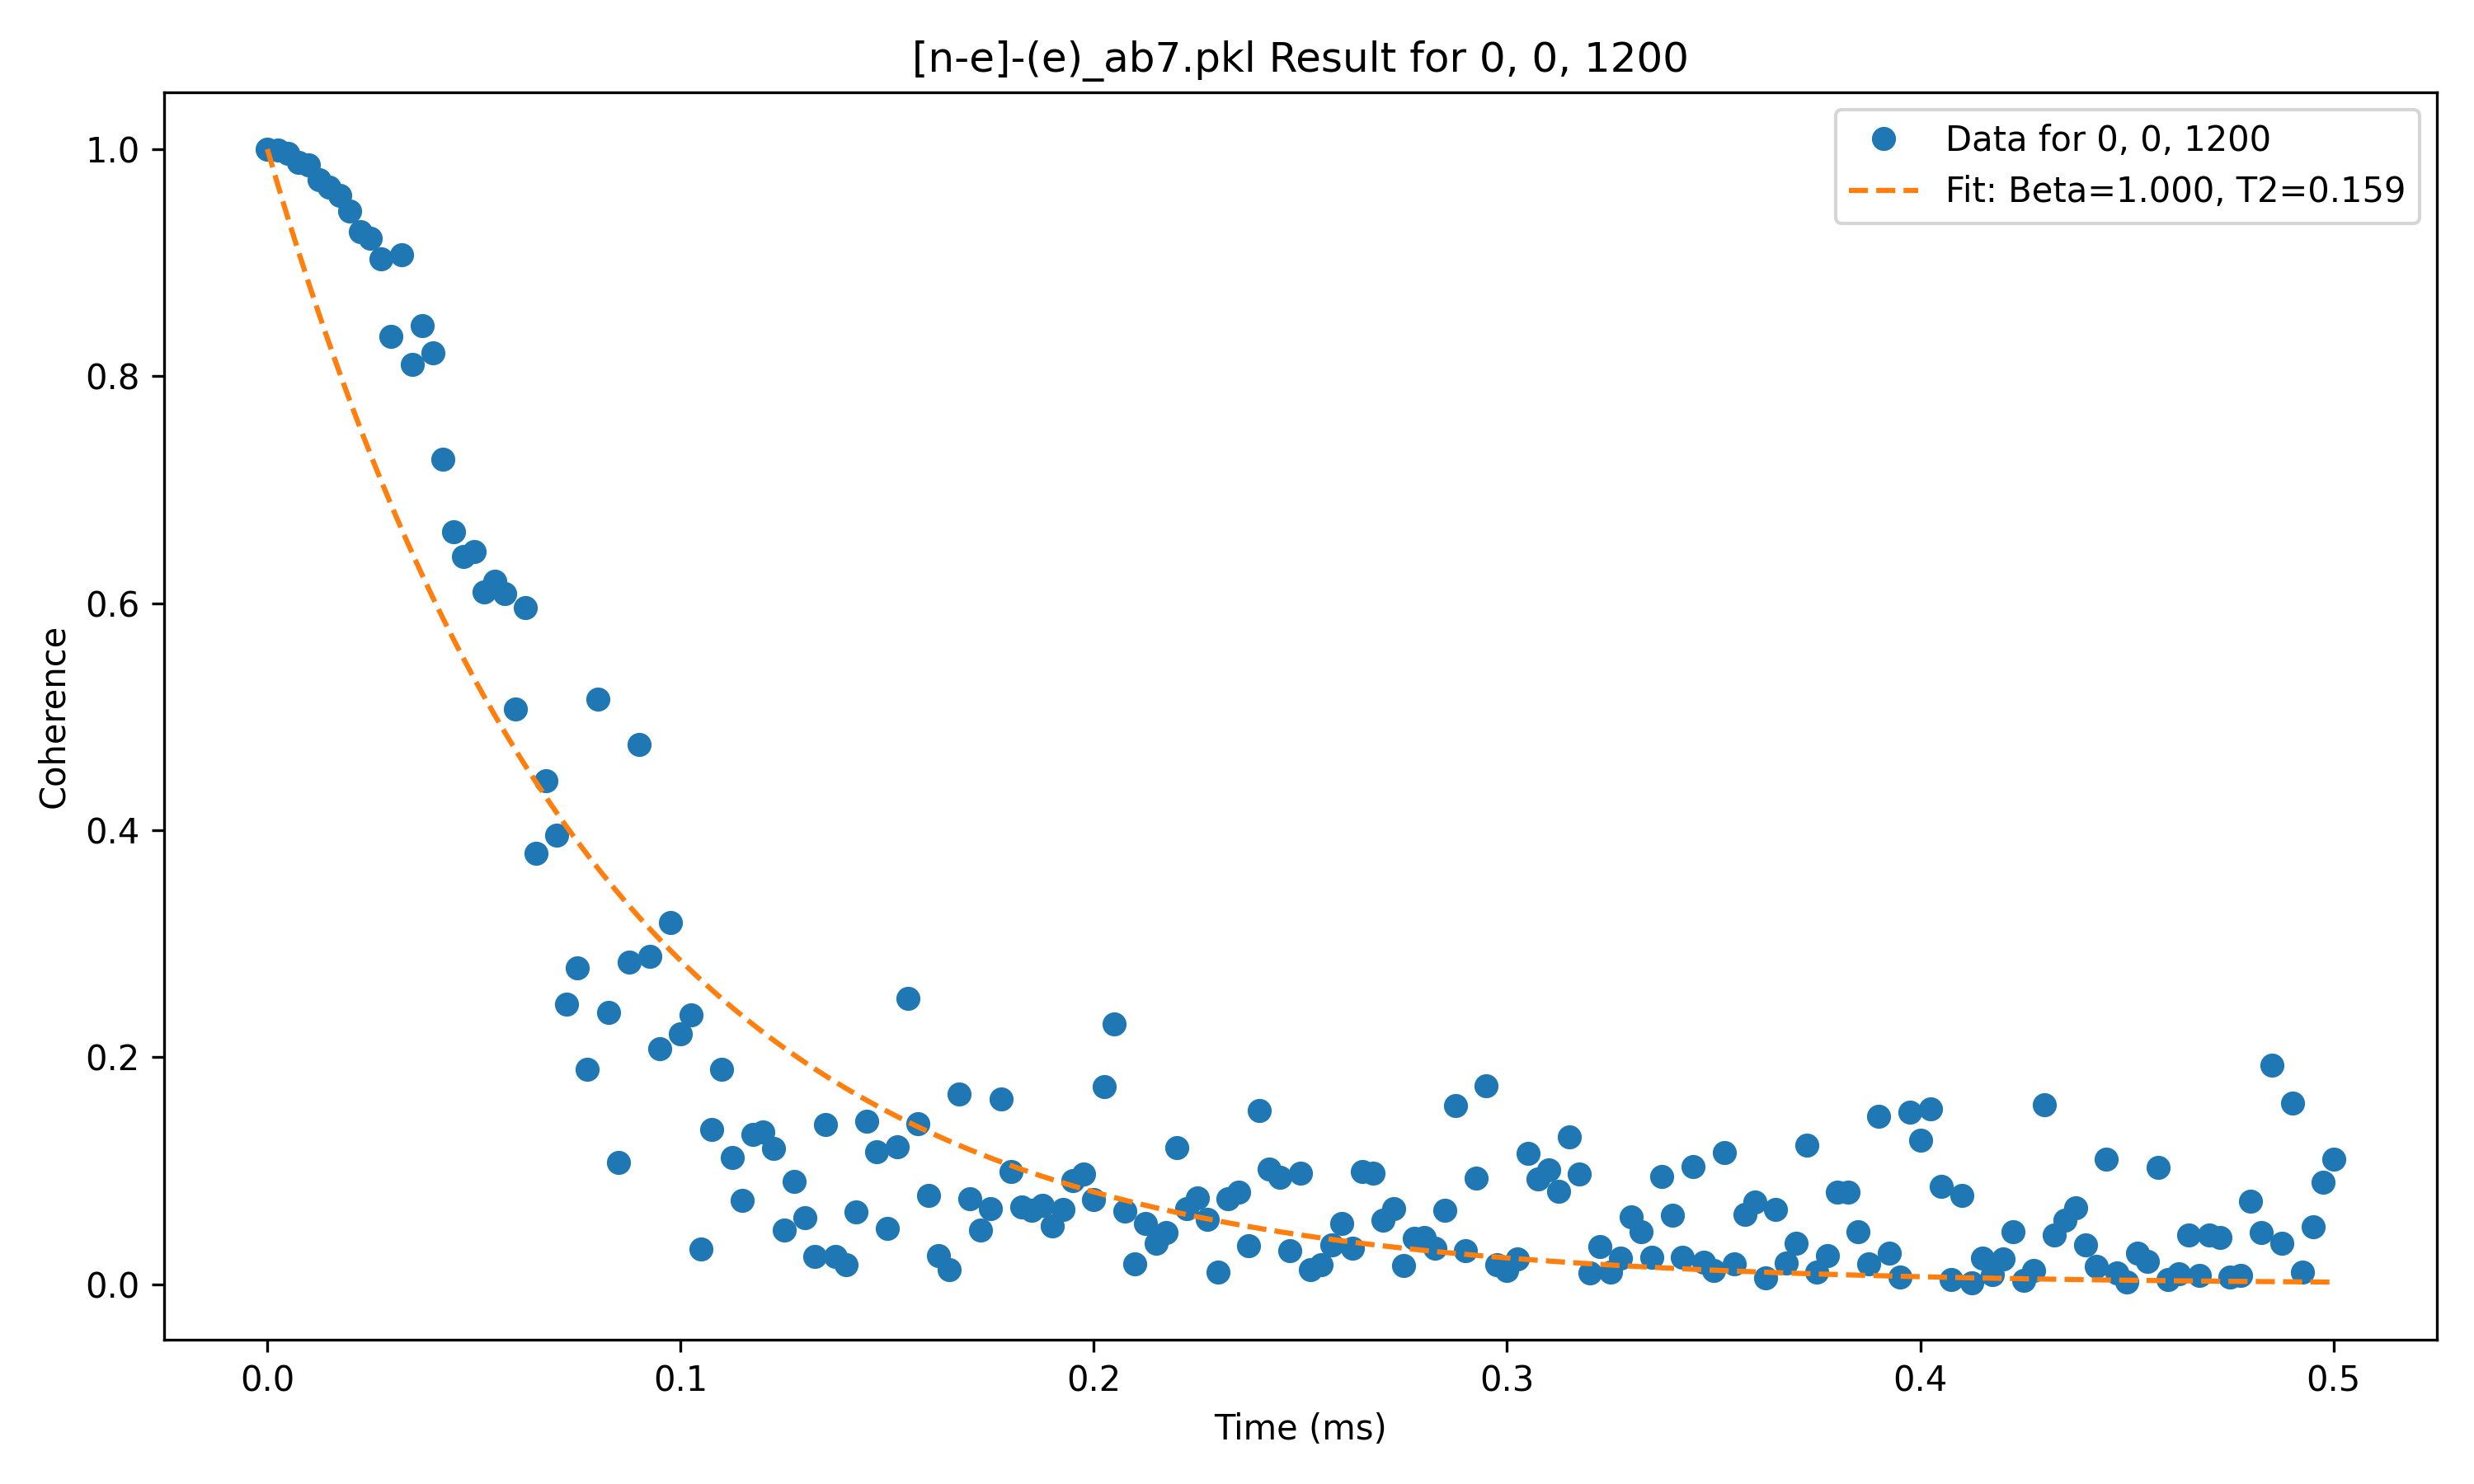 [n-e]-(e)_ab7.pkl Result for 0, 0, 1200
Data for 0, 0, 1200
Fit: Beta=1.000, T2=0.159
Coherence
1.0
0.8
0.6
0.4
0.2
0.0
0.0 0.1 0.2 0.3 0.4 0.5
Time (ms)